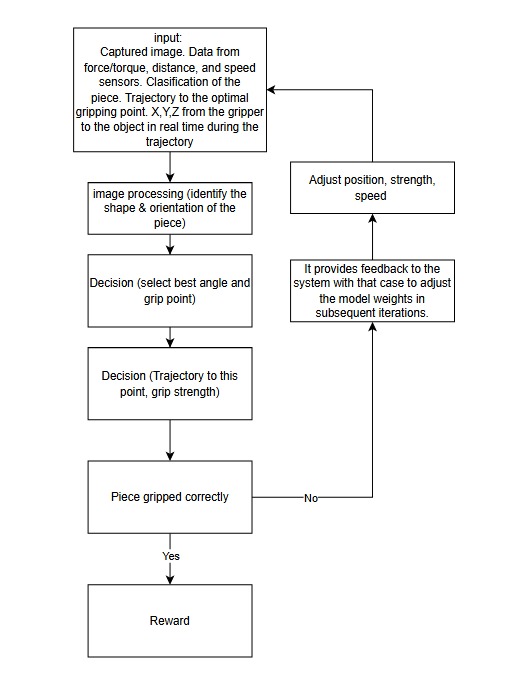 input:
Captured image. Data from
force/torque, distance, and speed
sensors. Clasification of the
piece. Trajectory to the optimal
gripping point. X,Y,Z from the gripper
to the object in real time during the
trajectory
Adjust position, strength,
speed
image processing (identify the
shape & orientation of the
piece)
It provides feedback to the
system with that case to adjust
the model weights in
subsequent iterations.
Decision (select best angle and
grip point)
Decision (Trajectory to this
point, grip strength)
Piece gripped correctly
No
Yes
Reward